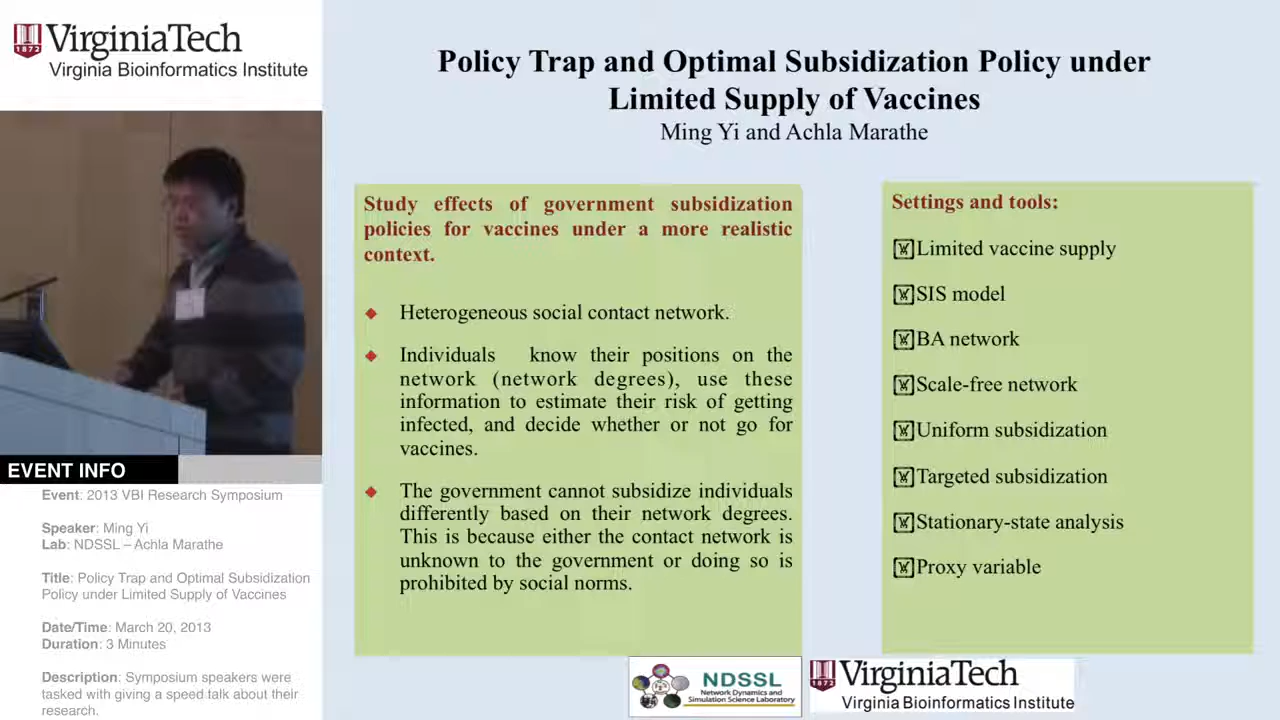 VirginiaTech
1872
Virginia Bioinformatics Institute
EVENT INFO
Event: 2013 VBI Research Symposium
Speaker: Ming Yi
Lab: NDSSL – Achla Marathe
Title: Policy Trap and Optimal Subsidization
Policy under Limited Supply of Vaccines
Date/Time: March 20, 2013
Duration: 3 Minutes
Description: Symposium speakers were
tasked with giving a speed talk about their
research.
Policy Trap and Optimal Subsidization Policy under
Limited Supply of Vaccines
Ming Yi and Achla Marathe
Study effects of government subsidization
policies for vaccines under a more realistic
context.
Heterogeneous social contact network.
Individuals know their positions on the
network (network degrees), use these
information to estimate their risk of getting
infected, and decide whether or not go for
vaccines.
The government cannot subsidize individuals
differently based on their network degrees.
This is because either the contact network is
unknown to the government or doing so is
prohibited by social norms.
Settings and tools:
Limited vaccine supply
SIS model
BA network
Scale-free network
Uniform subsidization
Targeted subsidization
Stationary-state analysis
Proxy variable
NDSSL
Network Dynamics and
Simulation Science Laboratory
VirginiaTech
1872
Virginia Bioinformatics Institute